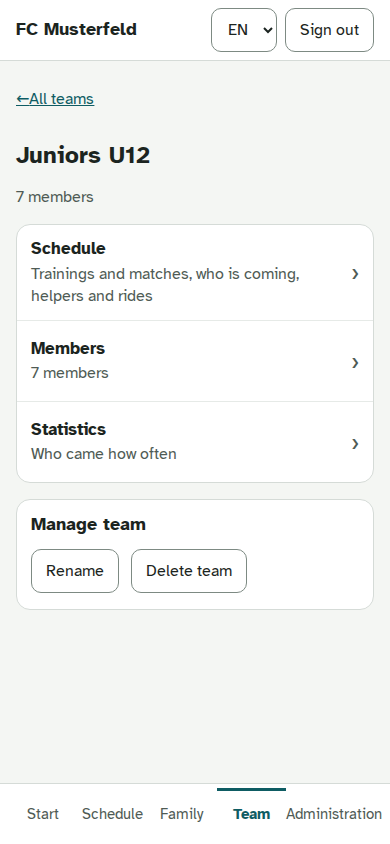 FC Musterfeld
EN
Sign out
←All teams
Juniors U12
7 members
Schedule
Trainings and matches, who is coming,
helpers and rides
Members
7 members
Statistics
Who came how often
Manage team
Rename
Delete team
Start
Schedule
Family
Team
Administration